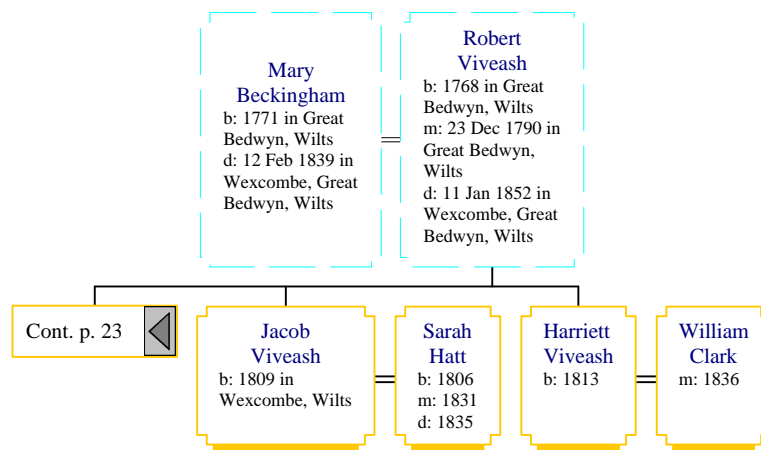 Mary
Beckingham
b: 1771 in Great
Bedwyn, Wilts
d: 12 Feb 1839 in
Wexcombe, Great
Bedwyn, Wilts
Robert
Viveash
b: 1768 in Great
Bedwyn, Wilts
m: 23 Dec 1790 in
Great Bedwyn,
Wilts
d: 11 Jan 1852 in
Wexcombe, Great
Bedwyn, Wilts
Cont. p. 23
Jacob
Viveash
b: 1809 in
Wexcombe, Wilts
Sarah
Hatt
b: 1806
m: 1831
d: 1835
Harriett
Viveash
b: 1813
William
Clark
m: 1836